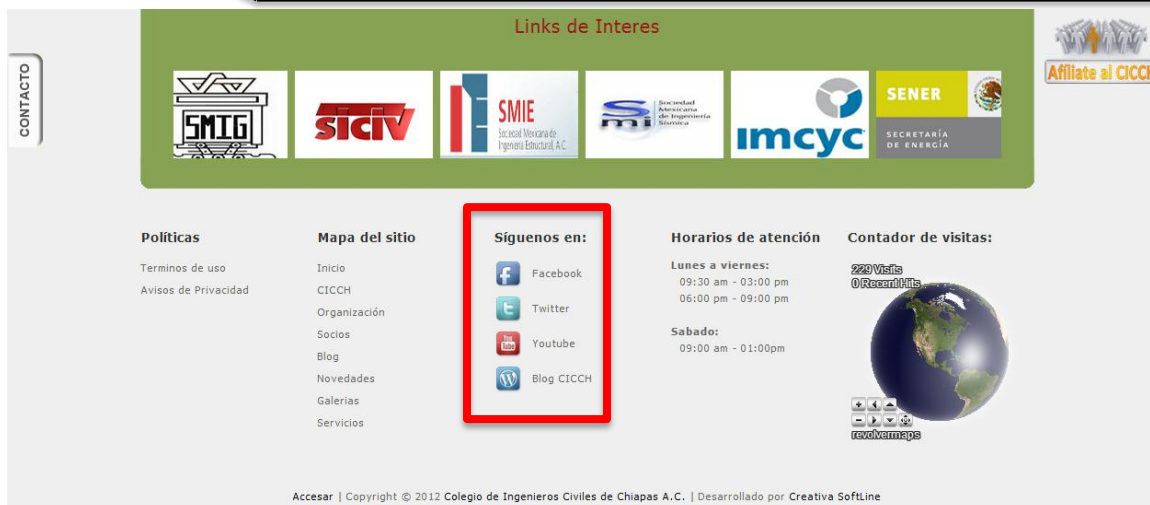 Links de Interes
CONTACTO
Afíliate al CICCH
SMIG
SICIV
SMIE
Sociedad Mexicana de
Ingeniería Estructural, A.C.
smi
Sociedad
Mexicana
de Ingeniería
Sísmica
imcyc
SENER
SECRETARÍA
DE ENERGÍA
Políticas
Terminos de uso
Avisos de Privacidad
Mapa del sitio
Inicio
CICCH
Organización
Socios
Blog
Novedades
Galerias
Servicios
Síguenos en:
Facebook
Twitter
You Tube
Youtube
Blog CICCH
Horarios de atención
Lunes a viernes:
09:30 am - 03:00 pm
06:00 pm - 09:00 pm
Sabado:
09:00 am - 01:00pm
Contador de visitas:
229 Visits
0 Recent Hits
revolvermaps
Accesar | Copyright © 2012 Colegio de Ingenieros Civiles de Chiapas A.C. | Desarrollado por Creativa SoftLine